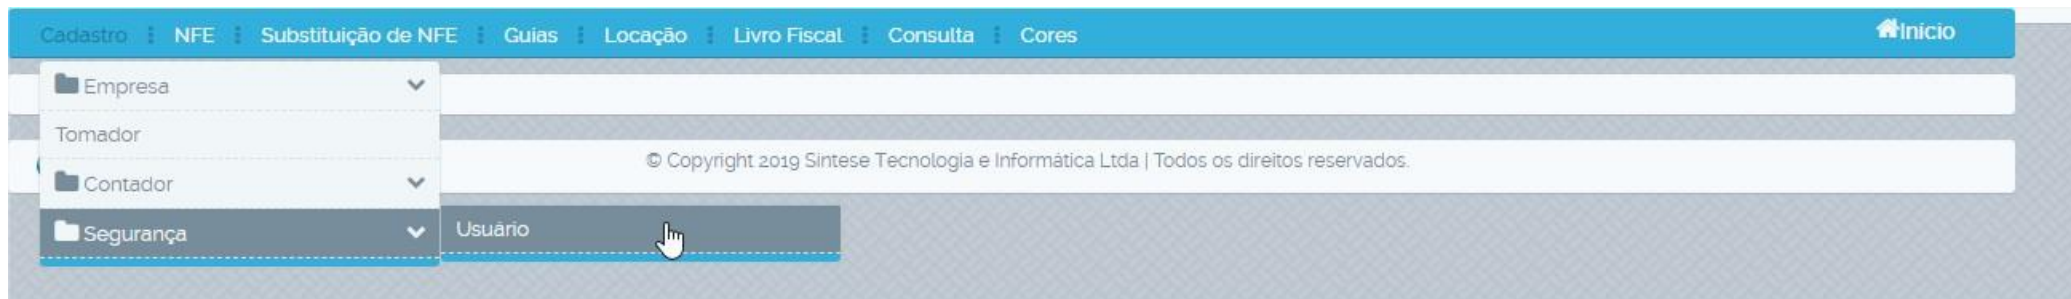 Cadastro NFE Substituição de NFE Guias Locação Livro Fiscal Consulta Cores Início
Empresa
Tomador
© Copyright 2019 Síntese Tecnologia e Informática Ltda | Todos os direitos reservados.
Contador
Segurança Usuário